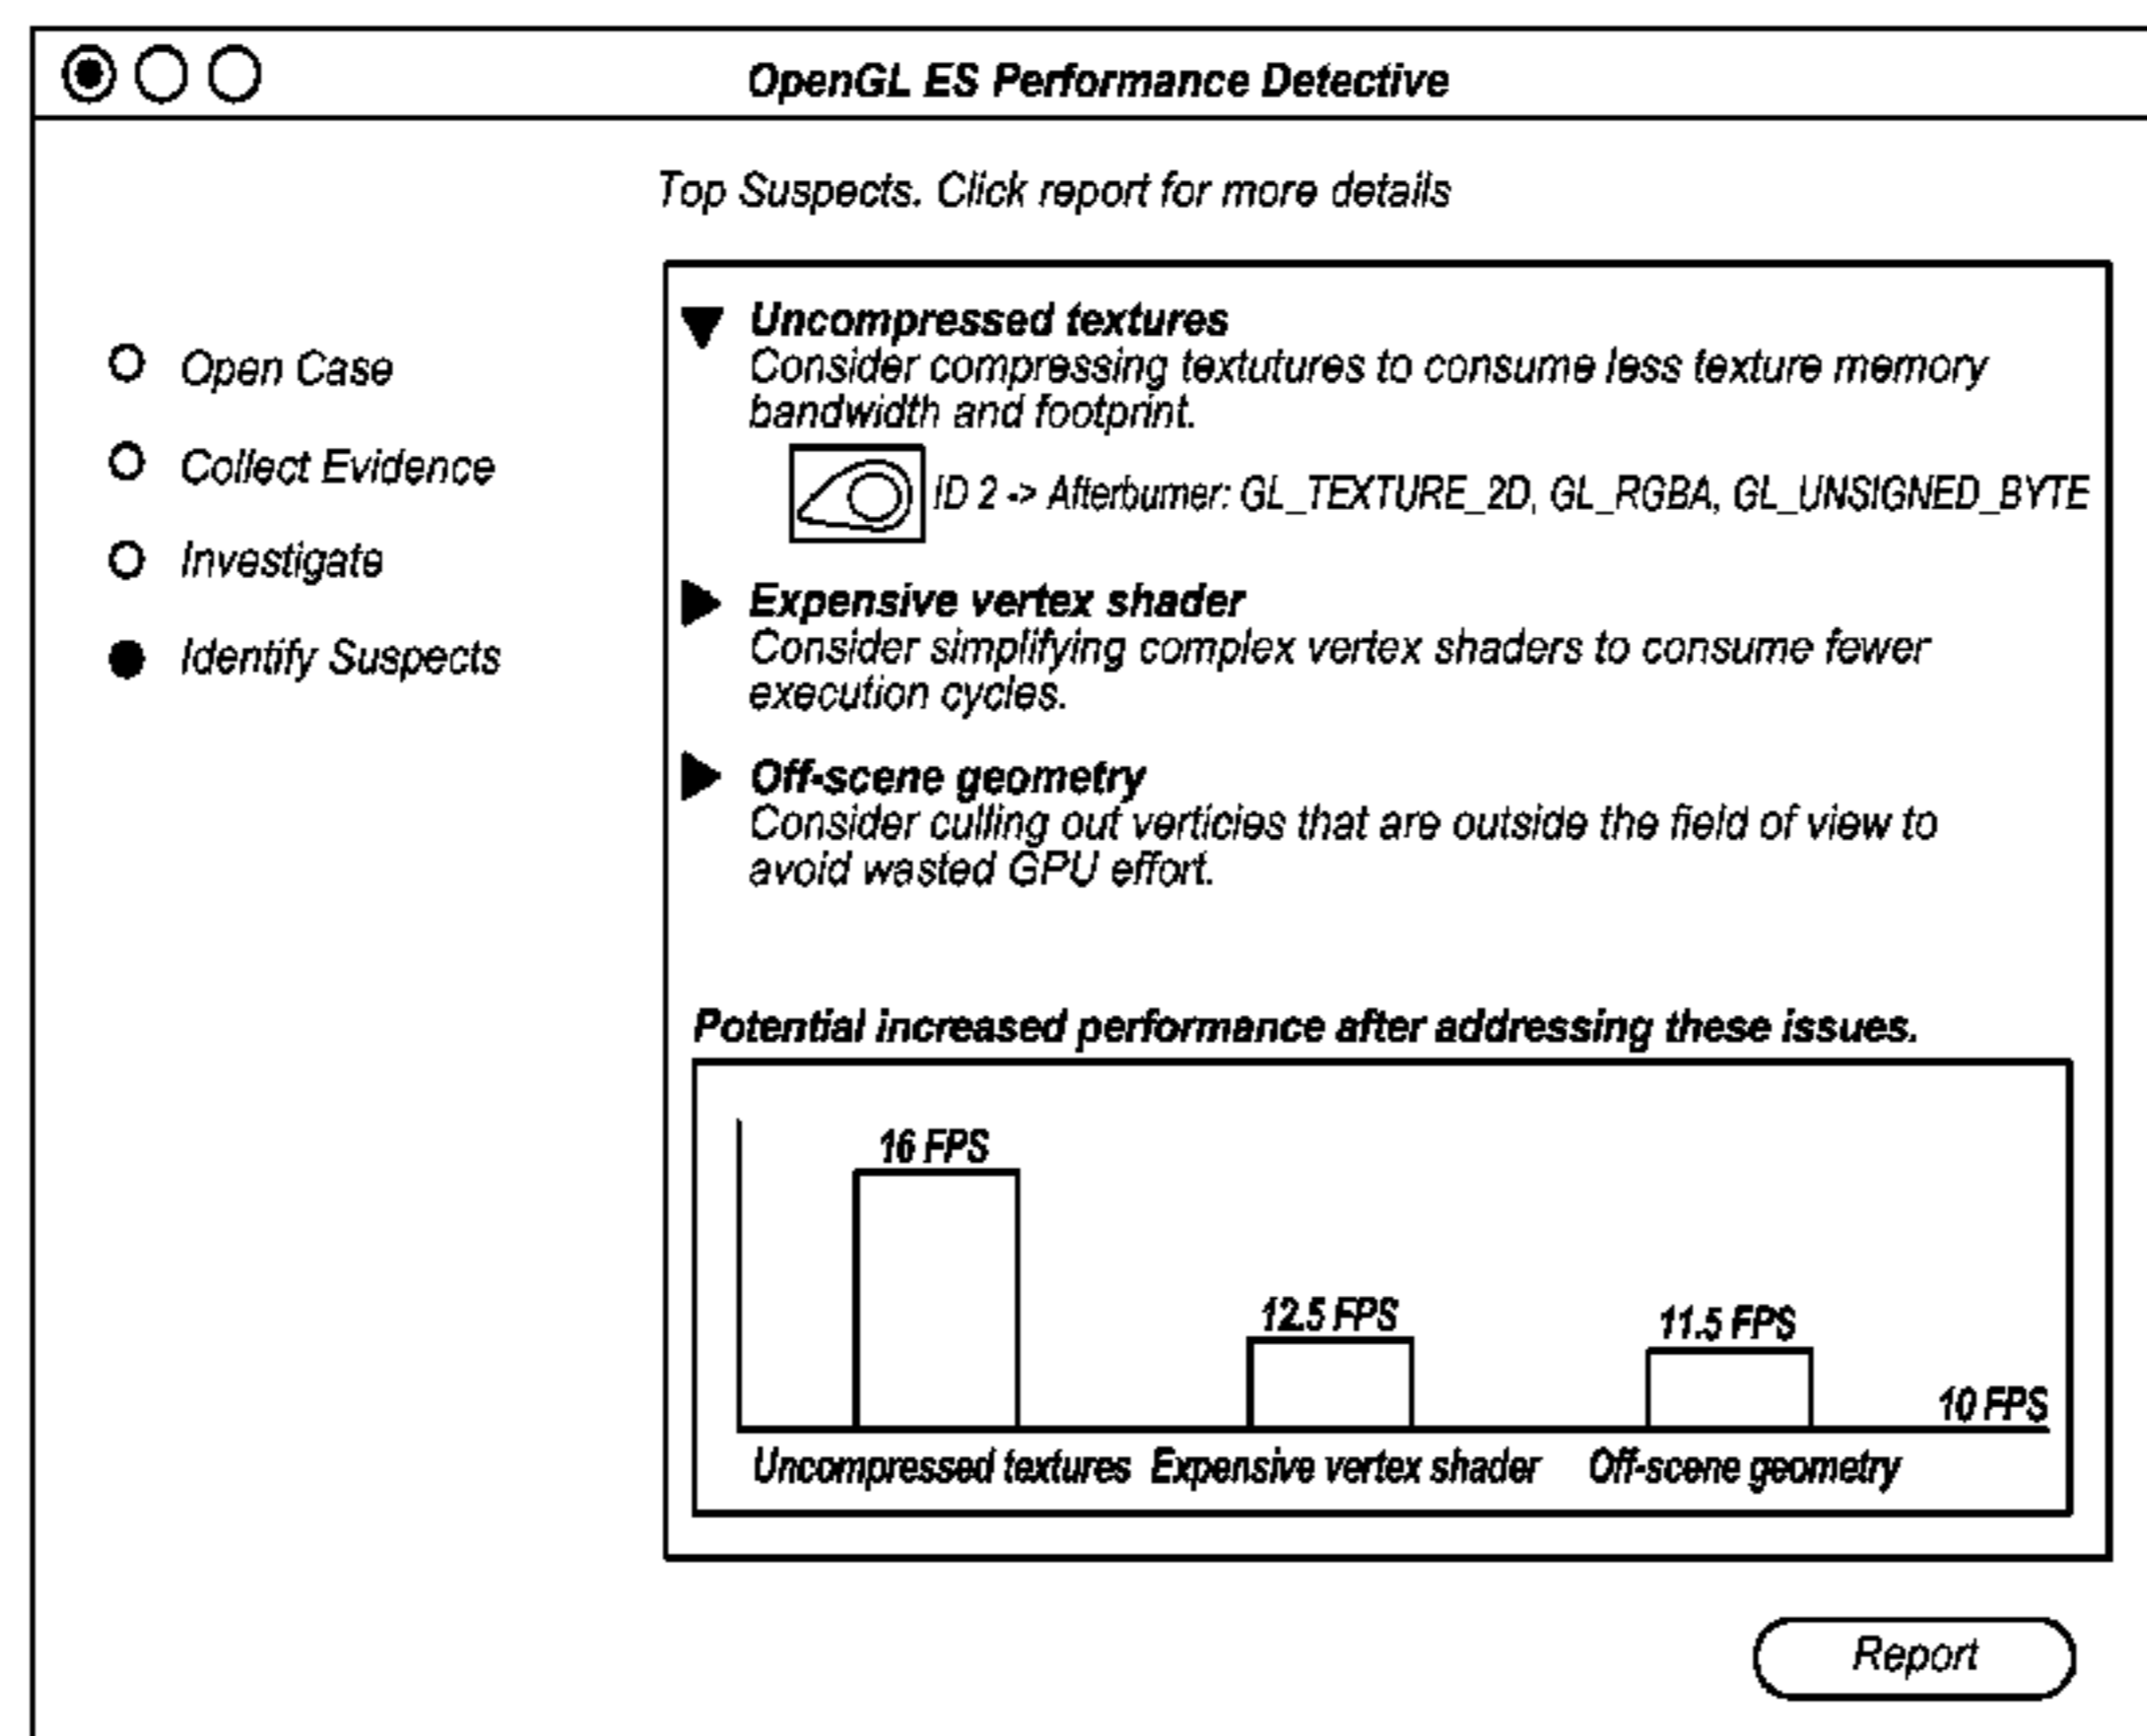 OpenGL ES Performance Detective
Top Suspects. Click report for more details
Open Case
Collect Evidence
Investigate
Identify Suspects
Uncompressed textures
Consider compressing textutures to consume less texture memory
bandwidth and footprint.
ID 2 -> Afterburner: GL_TEXTURE_2D, GL_RGBA, GL_UNSIGNED_BYTE
Expensive vertex shader
Consider simplifying complex vertex shaders to consume fewer
execution cycles.
Off-scene geometry
Consider culling out verticies that are outside the field of view to
avoid wasted GPU effort.
Potential increased performance after addressing these issues.
16 FPS
12.5 FPS
11.5 FPS
10 FPS
Uncompressed textures Expensive vertex shader Off-scene geometry
Report